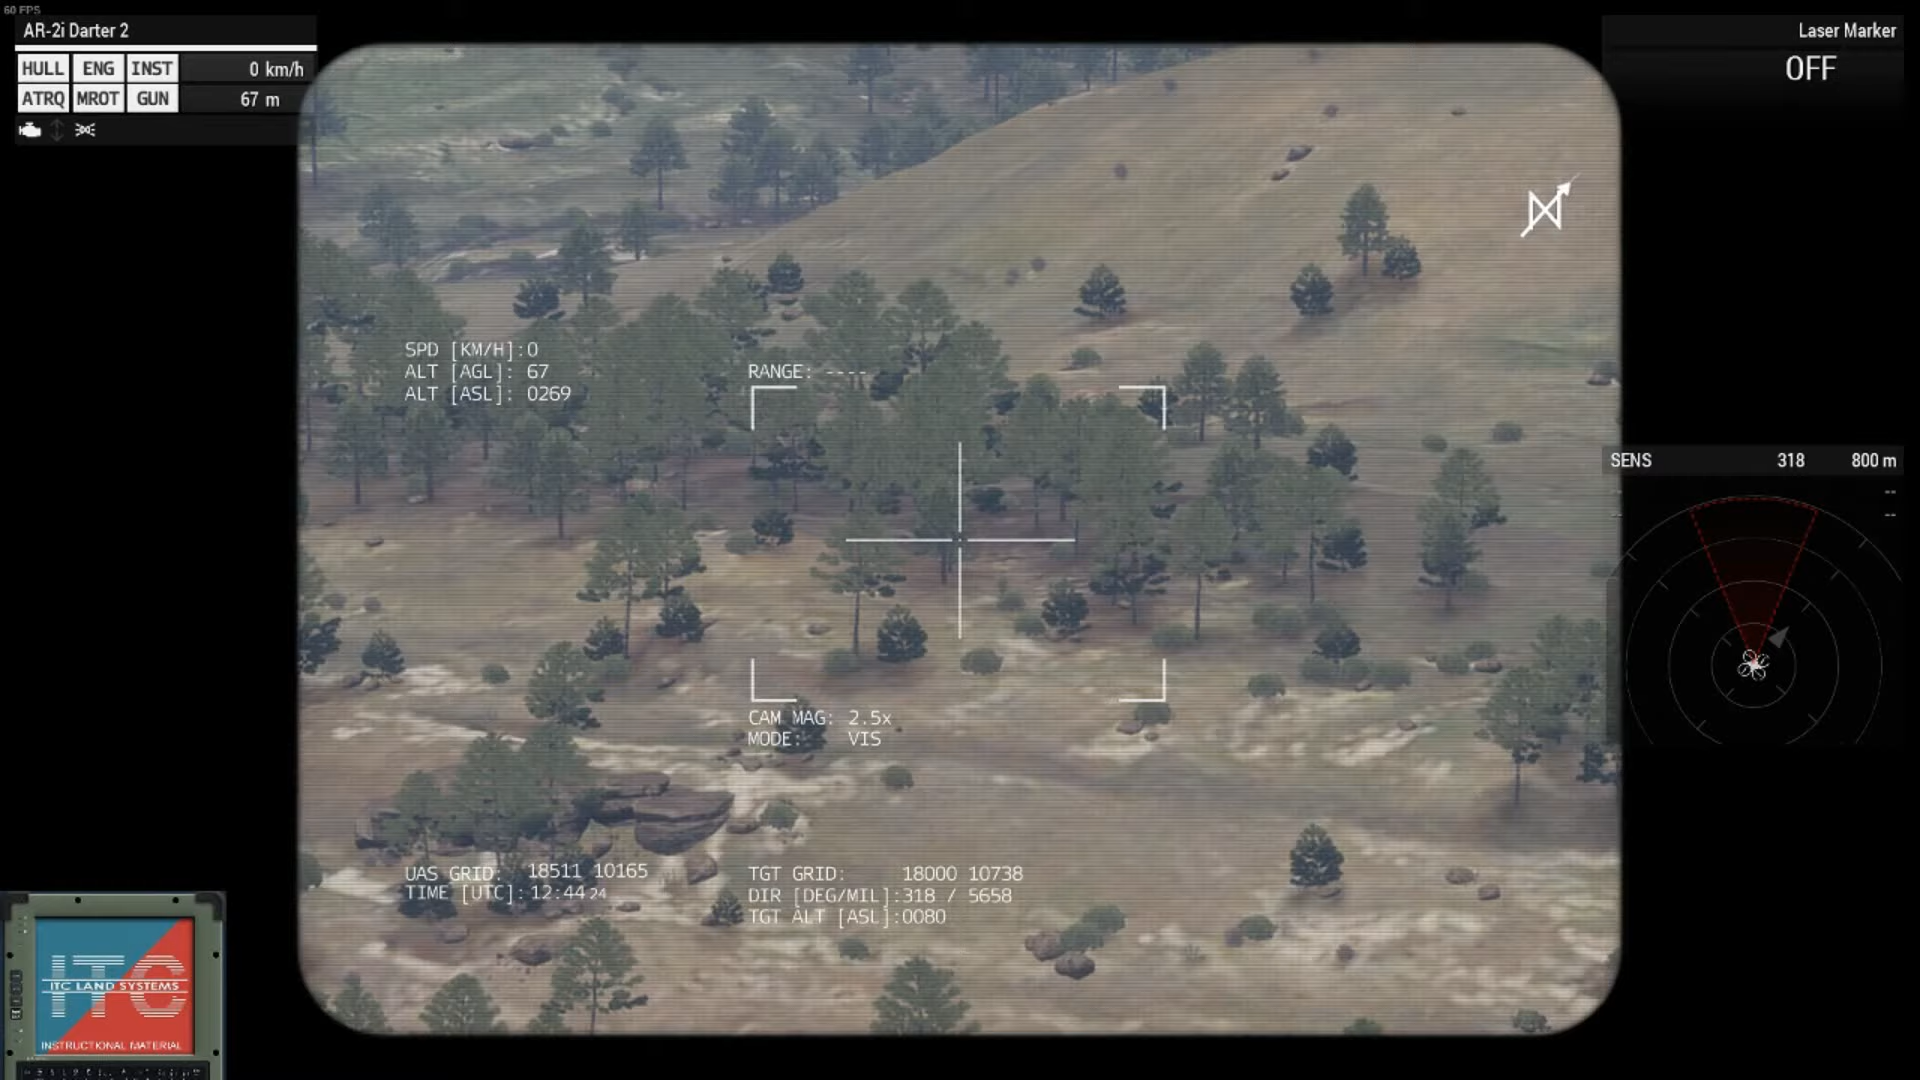 60 FPS
AR-2i Darter 2
HULL ENG INST 0 km/h
ATRQ MROT GUN 67 m
Laser Marker
OFF
N
SPD [KM/H]:0
ALT [AGL]: 67
ALT [ASL]: 0269
RANGE: ----
SENS 318 800 m
--
--
CAM MAG: 2.5x
MODE: VIS
UAS GRID: 18511 10165
TIME [UTC]: 12:44 24
TGT GRID: 18000 10738
DIR [DEG/MIL]:318 / 5658
TGT ALT [ASL]:0080
ITC
ITC LAND SYSTEMS
INSTRUCTIONAL MATERIAL